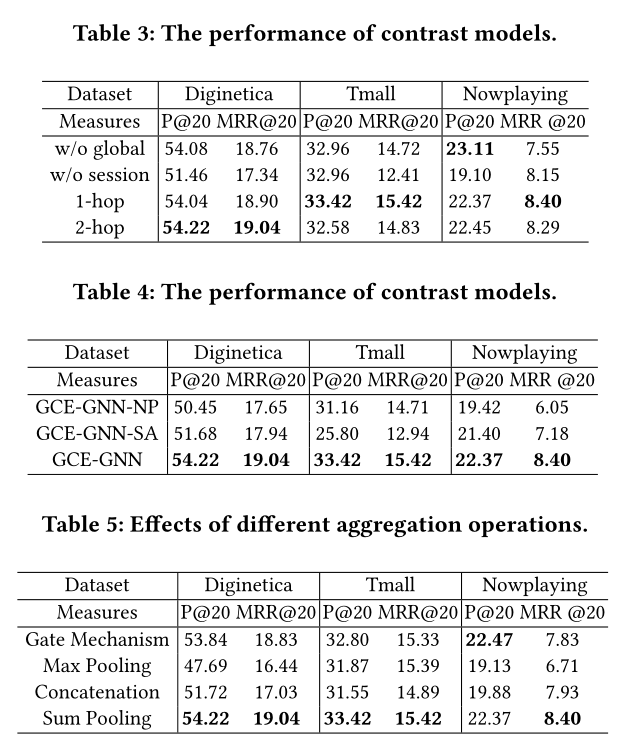 Table 3: The performance of contrast models.
Dataset Diginetica Tmall Nowplaying
Measures P@20 MRR@20 P@20 MRR@20 P@20 MRR @20
w/o global 54.08 18.76 32.96 14.72 23.11 7.55
w/o session 51.46 17.34 32.96 12.41 19.10 8.15
1-hop 54.04 18.90 33.42 15.42 22.37 8.40
2-hop 54.22 19.04 32.58 14.83 22.45 8.29
Table 4: The performance of contrast models.
Dataset Diginetica Tmall Nowplaying
Measures P@20 MRR@20 P@20 MRR@20 P@20 MRR @20
GCE-GNN-NP 50.45 17.65 31.16 14.71 19.42 6.05
GCE-GNN-SA 51.68 17.94 25.80 12.94 21.40 7.18
GCE-GNN 54.22 19.04 33.42 15.42 22.37 8.40
Table 5: Effects of different aggregation operations.
Dataset Diginetica Tmall Nowplaying
Measures P@20 MRR@20 P@20 MRR@20 P@20 MRR @20
Gate Mechanism 53.84 18.83 32.80 15.33 22.47 7.83
Max Pooling 47.69 16.44 31.87 15.39 19.13 6.71
Concatenation 51.72 17.03 31.55 14.89 19.88 7.93
Sum Pooling 54.22 19.04 33.42 15.42 22.37 8.40